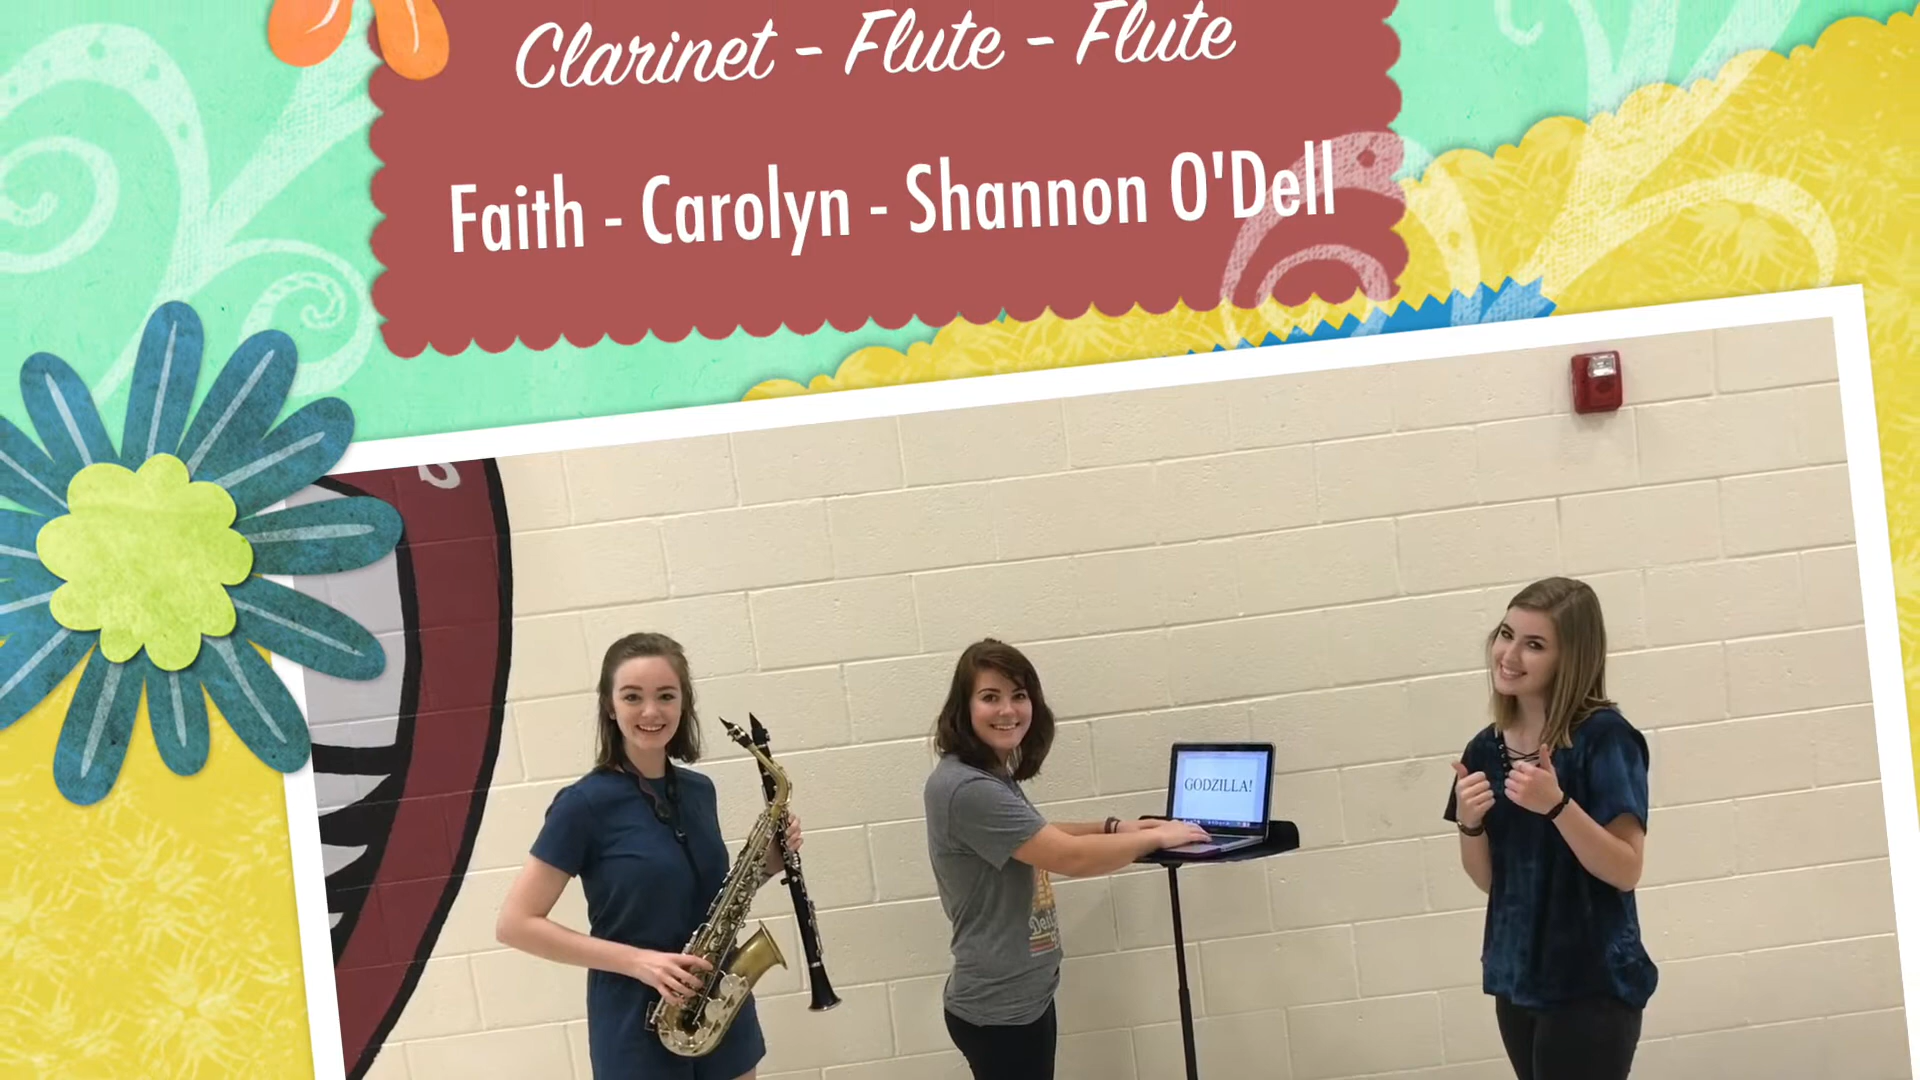 Clarinet - Flute - Flute
Faith - Carolyn - Shannon O'Dell
GODZILLA!